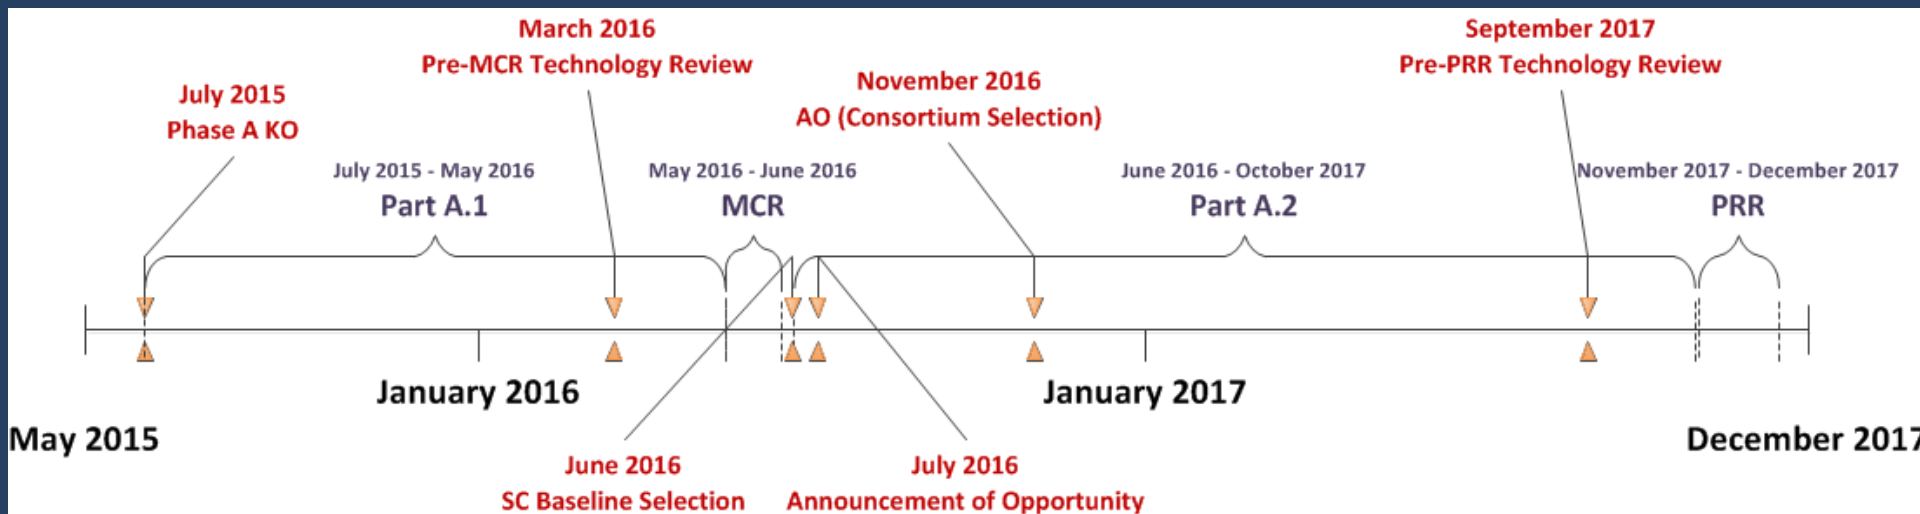 March 2016
Pre-MCR Technology Review
September 2017
Pre-PRR Technology Review
July 2015
Phase A KO
November 2016
AO (Consortium Selection)
July 2015 - May 2016
Part A.1
May 2016 - June 2016
MCR
June 2016 - October 2017
Part A.2
November 2017 - December 2017
PRR
January 2016
January 2017
May 2015
December 2017
June 2016
SC Baseline Selection
July 2016
Announcement of Opportunity